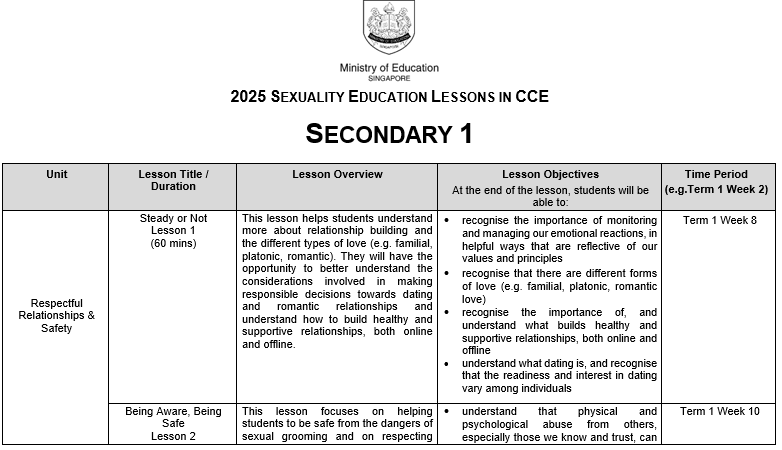 Ministry of Education
SINGAPORE
2025 SEXUALITY EDUCATION LESSONS IN CCE
SECONDARY 1
Unit
Lesson Title /
Duration
Lesson Overview
Lesson Objectives
At the end of the lesson, students will be
able to:
Time Period
(e.g.Term 1 Week 2)
Respectful
Relationships &
Safety
Steady or Not
Lesson 1
(60 mins)
This lesson helps students understand
more about relationship building and
the different types of love (e.g. familial,
platonic, romantic). They will have the
opportunity to better understand the
considerations involved in making
responsible decisions towards dating
and romantic relationships and
understand how to build healthy and
supportive relationships, both online
and offline.
• recognise the importance of monitoring
and managing our emotional reactions, in
helpful ways that are reflective of our
values and principles
• recognise that there are different forms
of love (e.g. familial, platonic, romantic
love)
• recognise the importance of, and
understand what builds healthy and
supportive relationships, both online and
offline
• understand what dating is, and recognise
that the readiness and interest in dating
vary among individuals
Term 1 Week 8
Being Aware, Being
Safe
Lesson 2
This lesson focuses on helping
students to be safe from the dangers of
sexual grooming and on respecting
• understand that physical and
psychological abuse from others,
especially those we know and trust, can
Term 1 Week 10